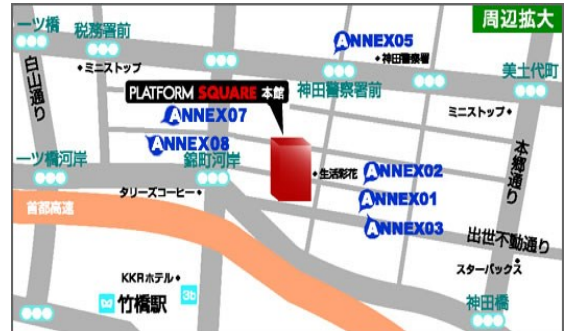 周辺拡大
一ツ橋
税務署前
ANNEX05
神田警察署
ミニストップ
神田警察署前
美土代町
白山通り
PLATFORM SQUARE 本館
ANNEX07
ミニストップ
ANNEX08
本郷通り
一ツ橋河岸
錦町河岸
生活彩花
ANNEX02
タリーズコーヒー
ANNEX01
首都高速
ANNEX03
出世不動通り
スターバックス
KKRホテル
竹橋駅
3b
神田橋